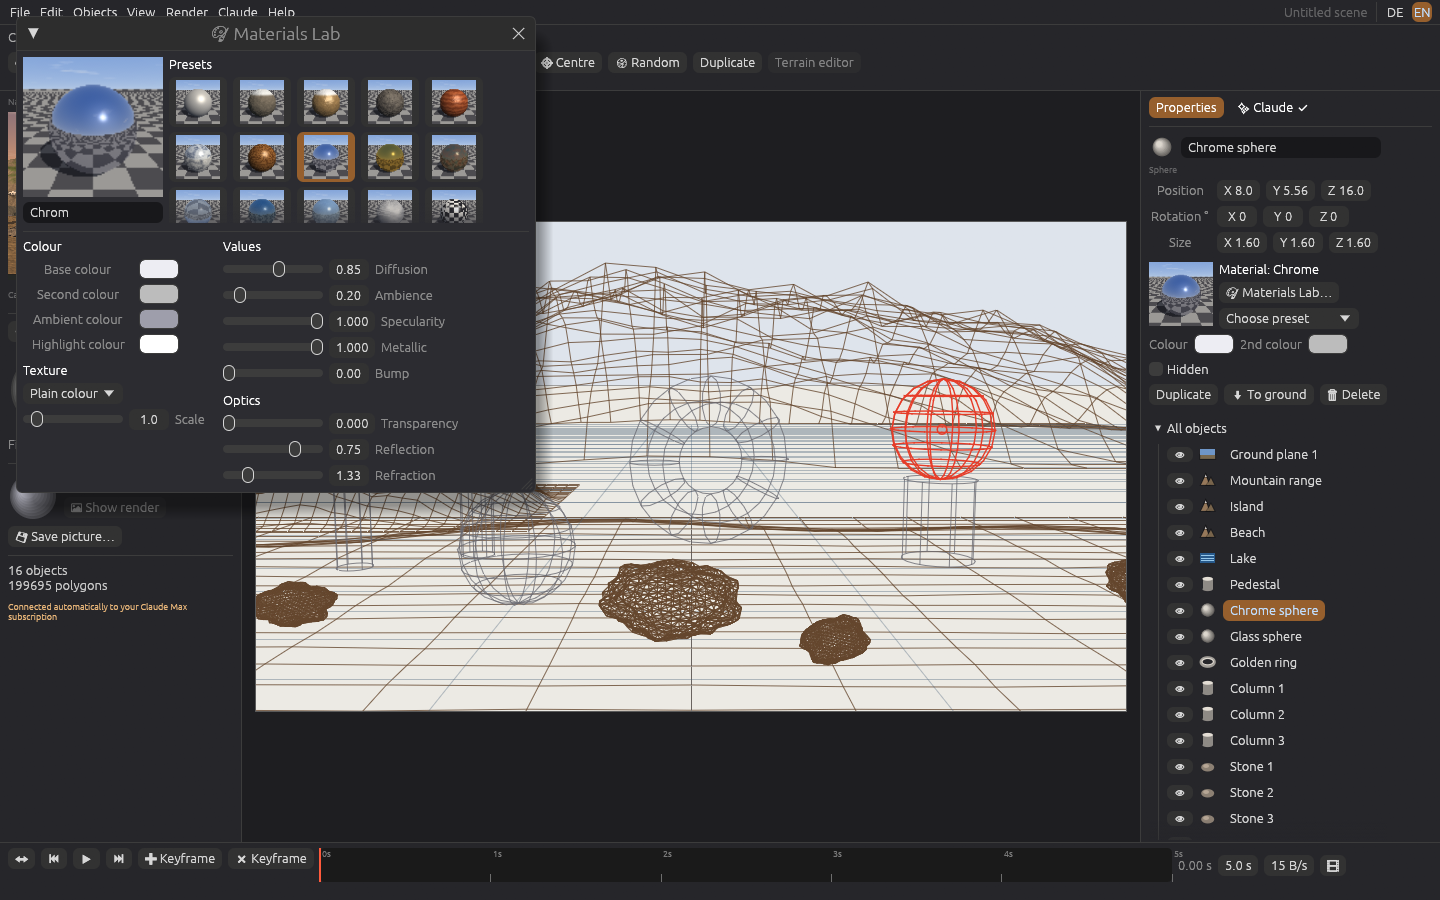 File Edit Objects View Render Claude Help
Untitled scene DE EN
Materials Lab
Centre Random Duplicate Terrain editor
Presets
Chrom
Colour
Base colour
Second colour
Ambient colour
Highlight colour
Texture
Plain colour
1.0 Scale
Values
0.85 Diffusion
0.20 Ambience
1.000 Specularity
1.000 Metallic
0.00 Bump
Optics
0.000 Transparency
0.75 Reflection
1.33 Refraction
Show render
Save picture...
16 objects
199695 polygons
Connected automatically to your Claude Max
subscription
Properties Claude
Chrome sphere
Sphere
Position X 8.0 Y 5.56 Z 16.0
Rotation ° X 0 Y 0 Z 0
Size X 1.60 Y 1.60 Z 1.60
Material: Chrome
Materials Lab...
Choose preset
Colour 2nd colour
Hidden
Duplicate To ground Delete
All objects
Ground plane 1
Mountain range
Island
Beach
Lake
Pedestal
Chrome sphere
Glass sphere
Golden ring
Column 1
Column 2
Column 3
Stone 1
Stone 2
Stone 3
Keyframe Keyframe
0s 1s 2s 3s 4s 5s
0.00 s 5.0 s 15 B/s